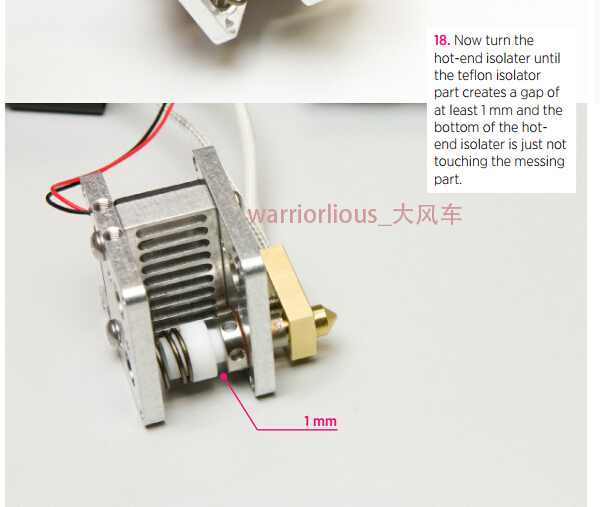 18. Now turn the
hot-end isolater until
the teflon isolator
part creates a gap of
at least 1 mm and the
bottom of the hot-
end isolater is just not
touching the messing
part.
warriorlious_大风车
1 mm